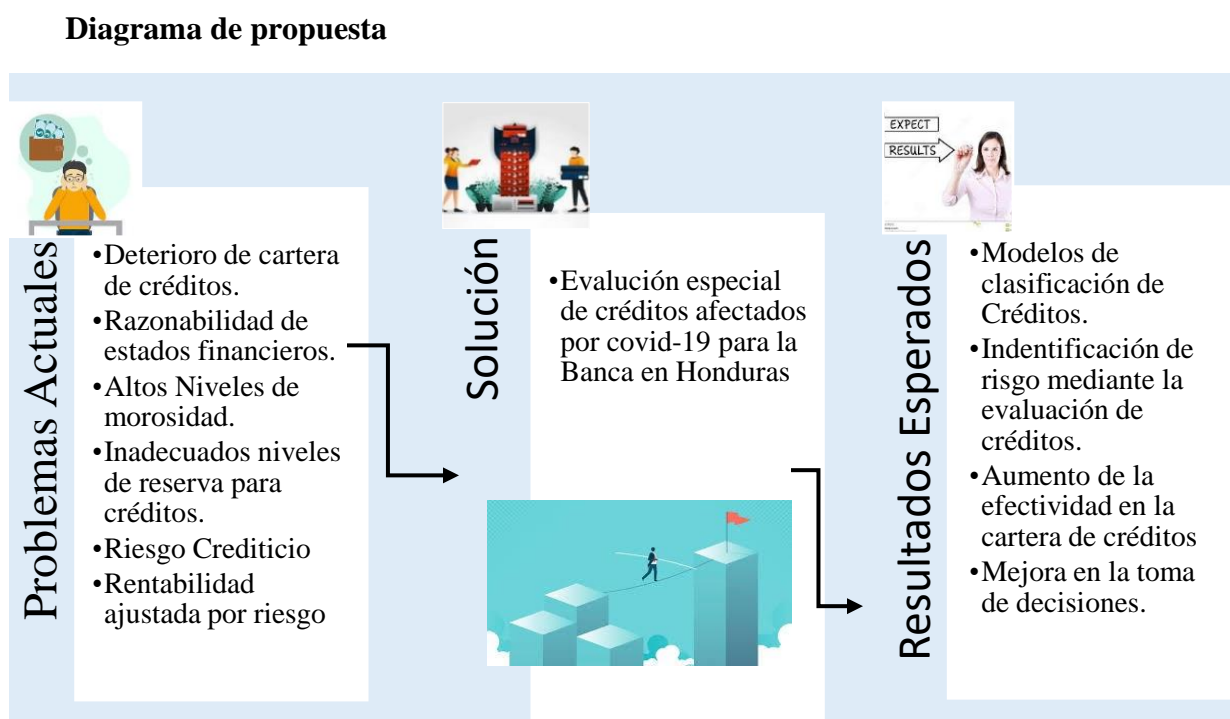 Diagrama de propuesta
Problemas Actuales
•Deterioro de cartera
de créditos.
•Razonabilidad de
estados financieros.
•Altos Niveles de
morosidad.
•Inadecuados niveles
de reserva para
créditos.
•Riesgo Crediticio
•Rentabilidad
ajustada por riesgo
Solución
•Evalución especial
de créditos afectados
por covid-19 para la
Banca en Honduras
EXPECT
RESULTS
Resultados Esperados
•Modelos de
clasificación de
Créditos.
•Indentificación de
risgo mediante la
evaluación de
créditos.
•Aumento de la
efectividad en la
cartera de créditos
•Mejora en la toma
de decisiones.